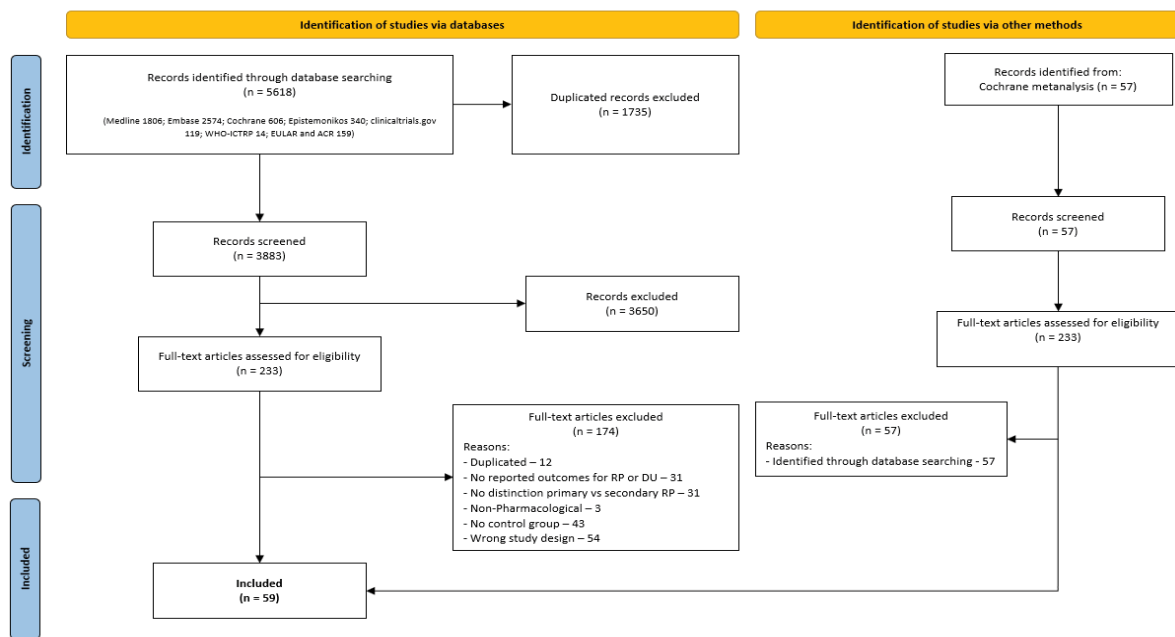 Identification of studies via databases
Identification of studies via other methods
Identification
Records identified through database searching
(n = 5618)
(Medline 1806; Embase 2574; Cochrane 606; Epistemonikos 340; clinicaltrials.gov
119; WHO-ICTRP 14; EULAR and ACR 159)
Duplicated records excluded
(n = 1735)
Records identified from:
Cochrane metanalysis (n = 57)
Screening
Records screened
(n = 3883)
Records excluded
(n = 3650)
Full-text articles assessed for eligibility
(n = 233)
Full-text articles excluded
(n = 174)
Reasons:
- Duplicated – 12
- No reported outcomes for RP or DU – 31
- No distinction primary vs secondary RP – 31
- Non-Pharmacological – 3
- No control group – 43
- Wrong study design – 54
Records screened
(n = 57)
Full-text articles assessed for eligibility
(n = 233)
Full-text articles excluded
(n = 57)
Reasons:
- Identified through database searching - 57
Included
Included
(n = 59)